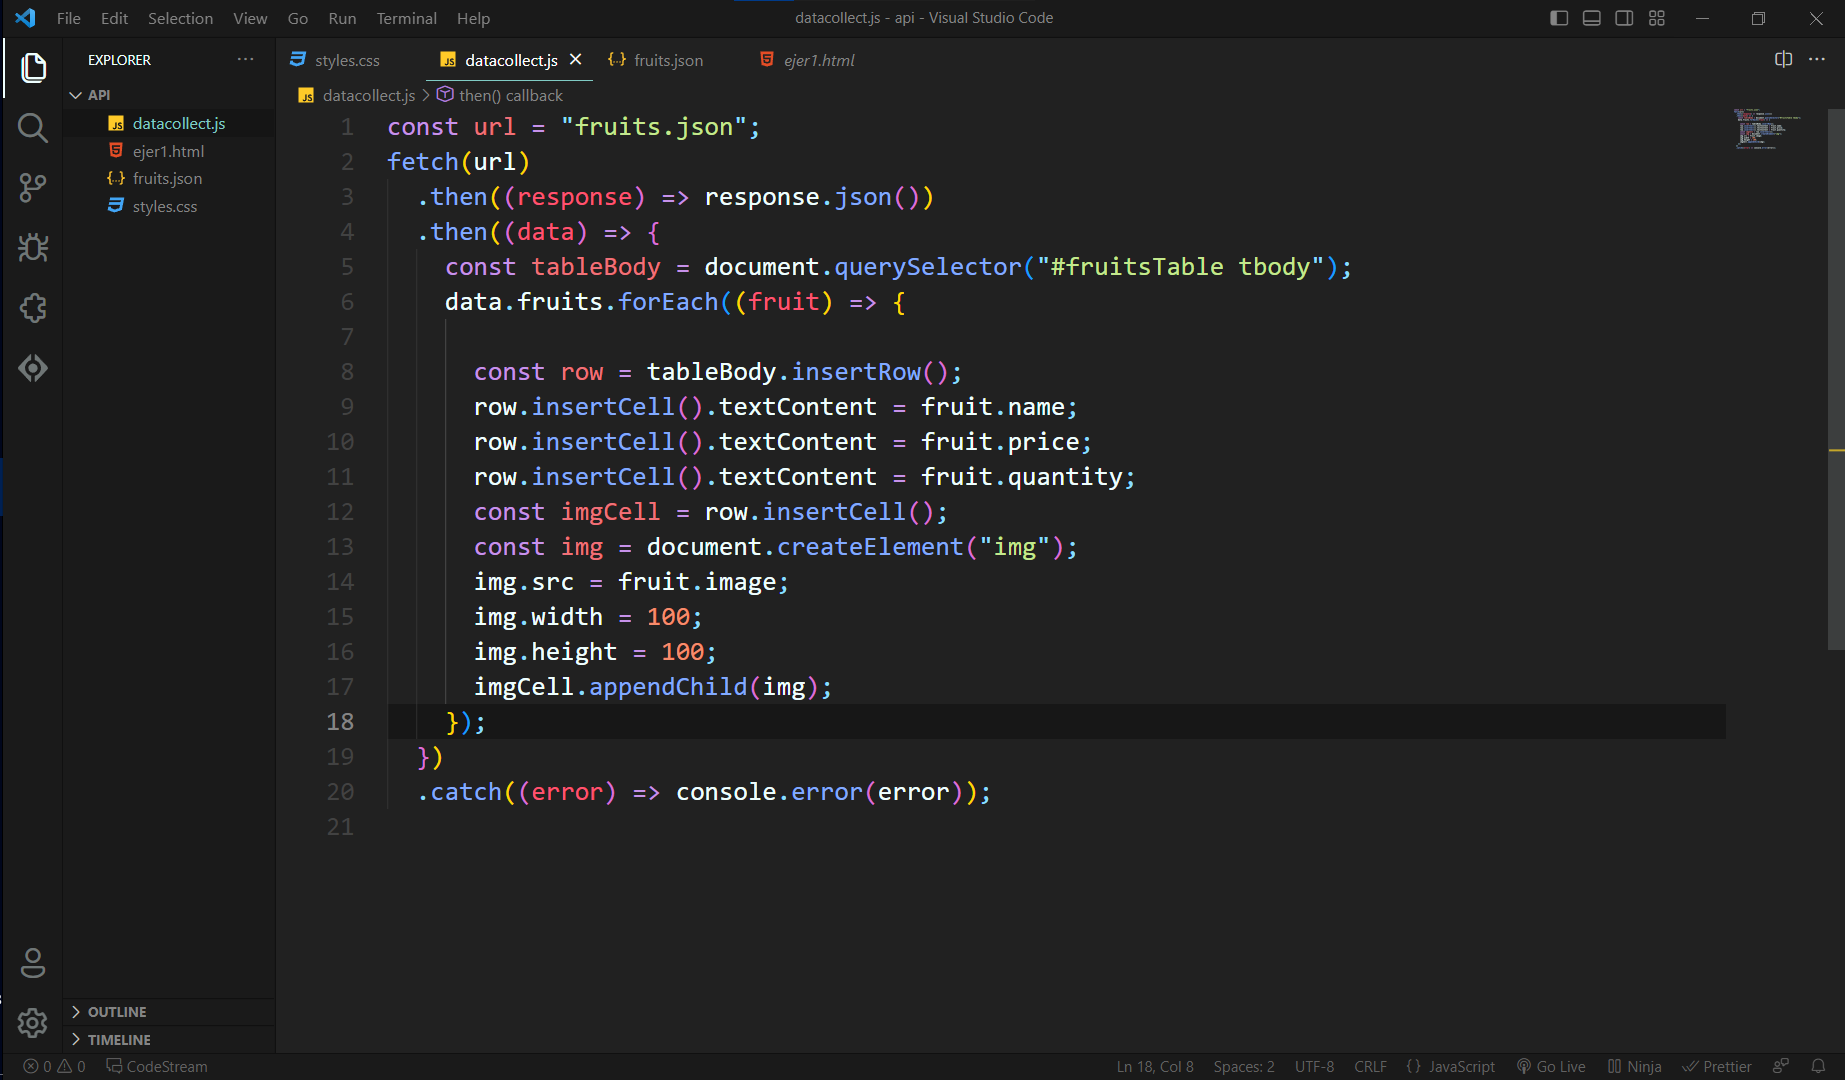 File Edit Selection View Go Run Terminal Help
datacollect.js - api - Visual Studio Code
EXPLORER
API
datacollect.js
ejer1.html
fruits.json
styles.css
OUTLINE
TIMELINE
styles.css datacollect.js fruits.json ejer1.html
datacollect.js > then() callback
1 const url = "fruits.json";
2 fetch(url)
3 .then((response) => response.json())
4 .then((data) => {
5 const tableBody = document.querySelector("#fruitsTable tbody");
6 data.fruits.forEach((fruit) => {
7
8 const row = tableBody.insertRow();
9 row.insertCell().textContent = fruit.name;
10 row.insertCell().textContent = fruit.price;
11 row.insertCell().textContent = fruit.quantity;
12 const imgCell = row.insertCell();
13 const img = document.createElement("img");
14 img.src = fruit.image;
15 img.width = 100;
16 img.height = 100;
17 imgCell.appendChild(img);
18 });
19 })
20 .catch((error) => console.error(error));
21
0 0 CodeStream
Ln 18, Col 8 Spaces: 2 UTF-8 CRLF {} JavaScript Go Live Ninja Prettier